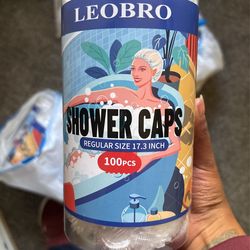 LEOBRO
SHOWER CAPS
REGULAR SIZE 17.3 INCH
100PCS